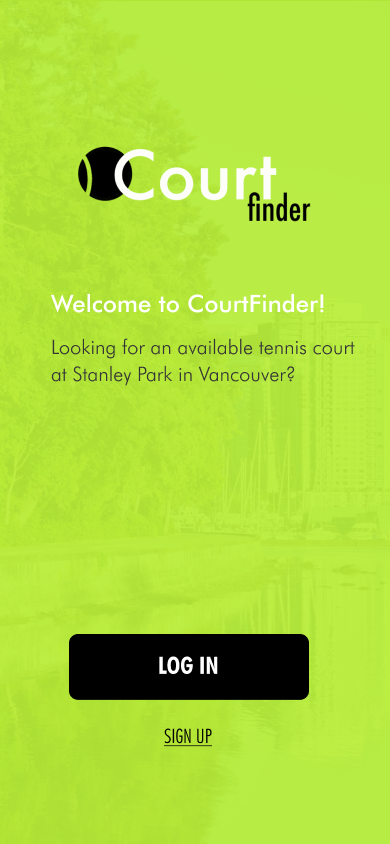 Court
finder
Welcome to CourtFinder!
Looking for an available tennis court
at Stanley Park in Vancouver?
LOG IN
SIGN UP